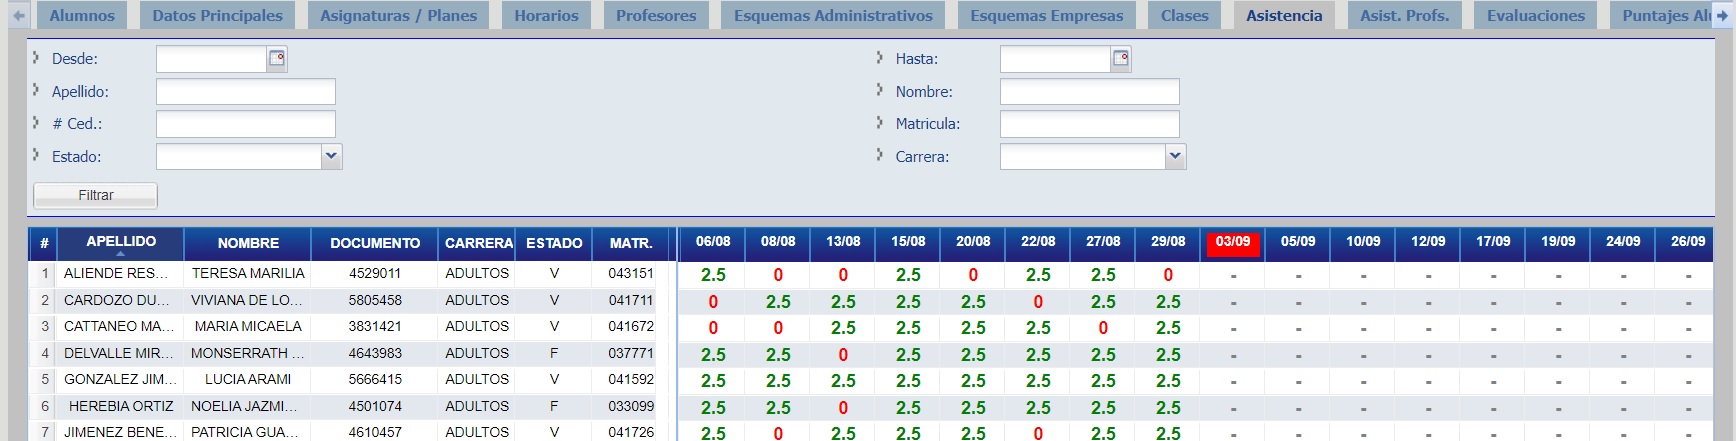 Alumnos Datos Principales Asignaturas / Planes Horarios Profesores Esquemas Administrativos Esquemas Empresas Clases Asistencia Asist. Profs. Evaluaciones Puntajes
Desde: Hasta:
Apellido: Nombre:
# Ced.: Matricula:
Estado: Carrera:
Filtrar
# APELLIDO NOMBRE DOCUMENTO CARRERA ESTADO MATR. 06/08 08/08 13/08 15/08 20/08 22/08 27/08 29/08 03/09 05/09 10/09 12/09 17/09 19/09 24/09 26/09
1 ALIENDE RES... TERESA MARILIA 4529011 ADULTOS V 043151 2.5 0 0 2.5 0 2.5 2.5 0 - - - - - - - -
2 CARDOZO DU... VIVIANA DE LO... 5805458 ADULTOS V 041711 0 2.5 2.5 2.5 2.5 0 2.5 2.5 - - - - - - - -
3 CATTANEO MA... MARIA MICAELA 3831421 ADULTOS V 041672 0 0 2.5 2.5 2.5 2.5 0 2.5 - - - - - - - -
4 DELVALLE MIR... MONSERRATH ... 4643983 ADULTOS F 037771 2.5 2.5 0 2.5 2.5 2.5 2.5 2.5 - - - - - - - -
5 GONZALEZ JIM... LUCIA ARAMI 5666415 ADULTOS V 041592 2.5 2.5 2.5 2.5 2.5 2.5 2.5 2.5 - - - - - - - -
6 HEREBIA ORTIZ NOELIA JAZMI... 4501074 ADULTOS F 033099 2.5 2.5 0 2.5 2.5 2.5 2.5 2.5 - - - - - - - -
7 JIMENEZ BENE... PATRICIA GUA... 4610457 ADULTOS V 041726 2.5 0 2.5 2.5 2.5 0 2.5 2.5 - - - - - - - -